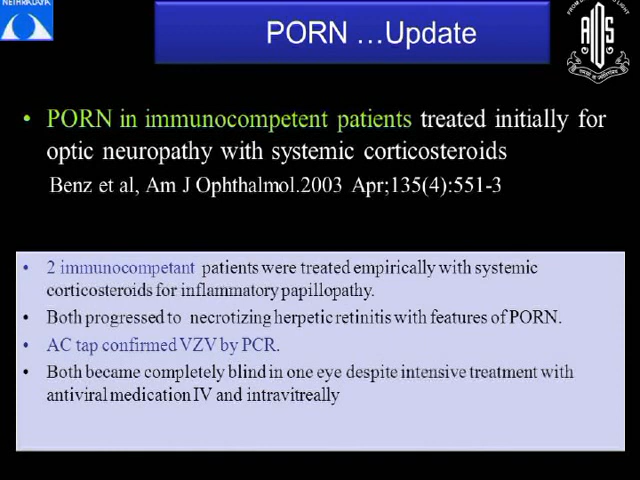 NETHRALAYA
PORN …Update
AIOS
• PORN in immunocompetent patients treated initially for
optic neuropathy with systemic corticosteroids
Benz et al, Am J Ophthalmol.2003 Apr;135(4):551-3
• 2 immunocompetant patients were treated empirically with systemic
corticosteroids for inflammatory papillopathy.
• Both progressed to necrotizing herpetic retinitis with features of PORN.
• AC tap confirmed VZV by PCR.
• Both became completely blind in one eye despite intensive treatment with
antiviral medication IV and intravitreally